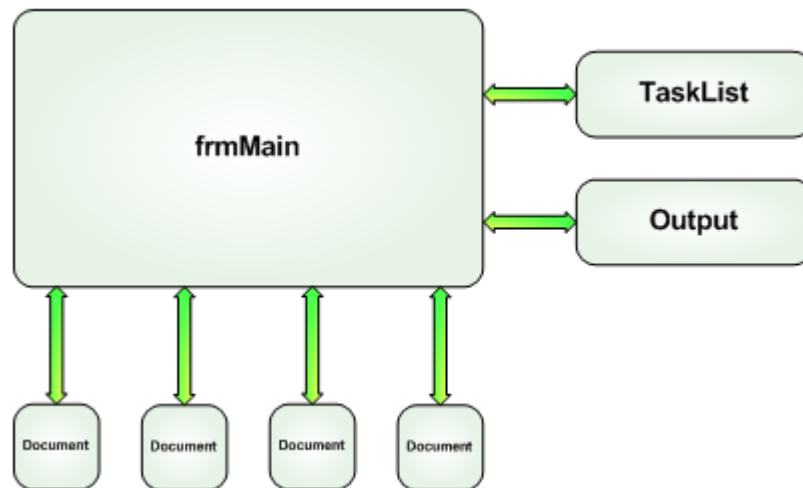 frmMain
TaskList
Output
Document
Document
Document
Document